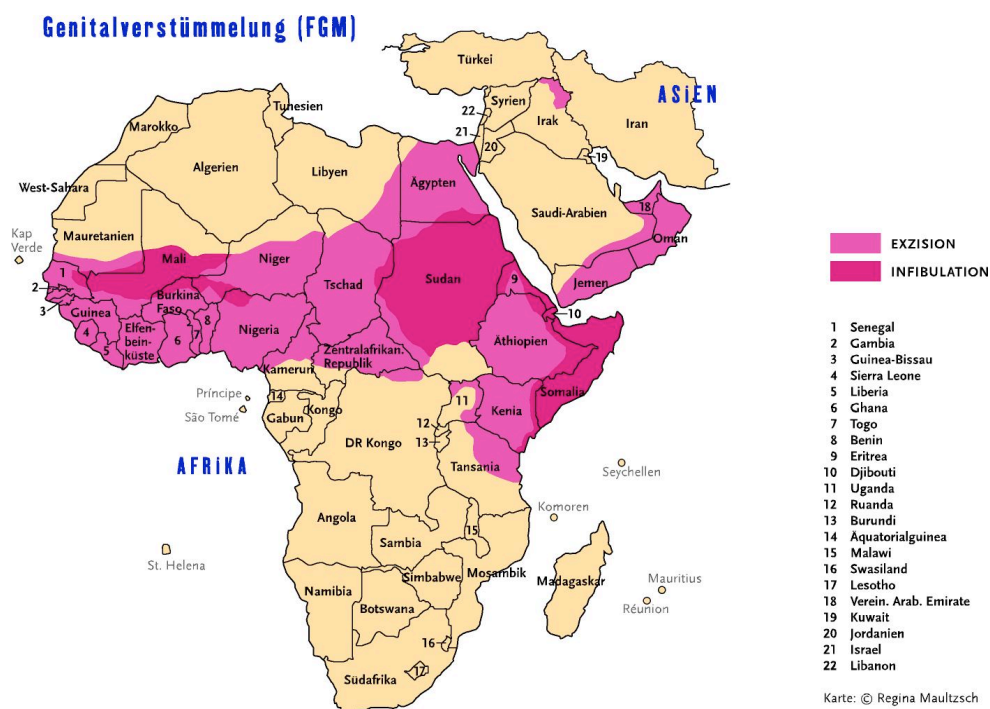 Genitalverstümmelung (FGM)
Türkei
ASiEN
Tunesien
Syrien
Marokko
22
Irak
Iran
21
Algerien
Libyen
20
19
West-Sahara
Ägypten
Saudi-Arabien
18
Mauretanien
Kap
Verde
Oman
Mali
Niger
EXZISION
1
Tschad
Sudan
9
Jemen
INFIBULATION
2
Burkina
Faso
3
Guinea
10
8
Nigeria
Äthiopien
4
Elfen-
bein-
küste
6
7
5
Zentralafrikan.
Republik
Kamerun
Somalia
Príncipe
14
11
Kenia
São Tomé
Gabun
Kongo
12
DR Kongo
13
AFRiKA
Tansania
Seychellen
Komoren
Angola
15
Sambia
St. Helena
Mosambik
Simbabwe
Madagaskar
Mauritius
Namibia
Réunion
Botswana
16
17
Südafrika
1 Senegal
2 Gambia
3 Guinea-Bissau
4 Sierra Leone
5 Liberia
6 Ghana
7 Togo
8 Benin
9 Eritrea
10 Djibouti
11 Uganda
12 Ruanda
13 Burundi
14 Äquatorialguinea
15 Malawi
16 Swasiland
17 Lesotho
18 Verein. Arab. Emirate
19 Kuwait
20 Jordanien
21 Israel
22 Libanon
Karte: © Regina Maultzsch